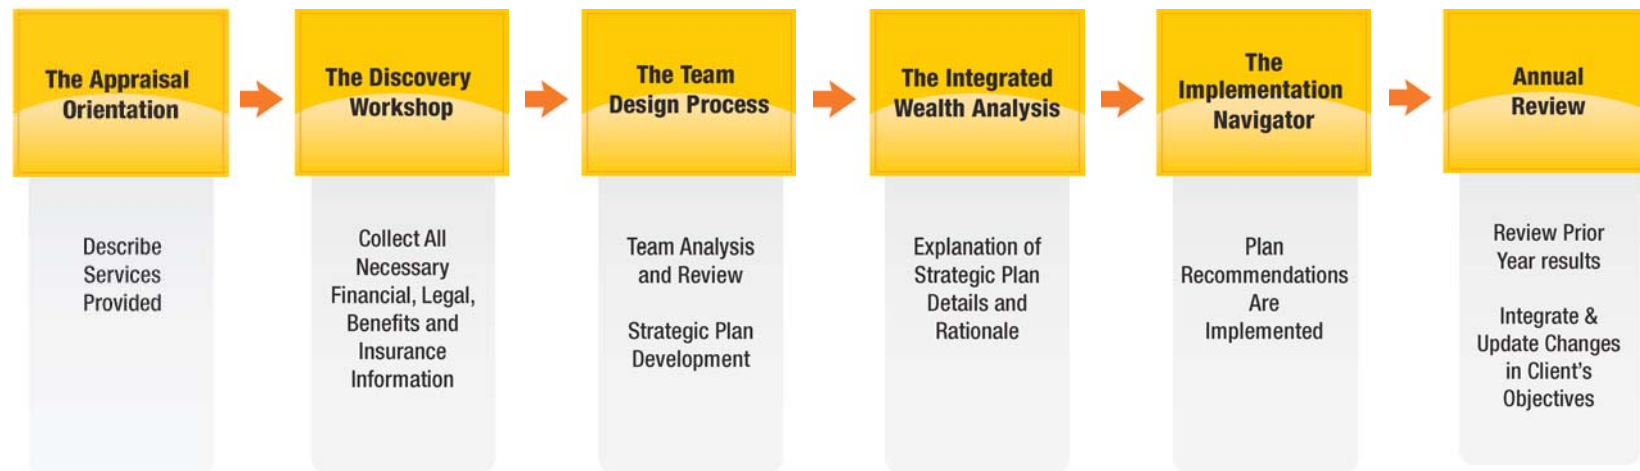 The Appraisal
Orientation
Describe
Services
Provided
The Discovery
Workshop
Collect All
Necessary
Financial, Legal,
Benefits and
Insurance
Information
The Team
Design Process
Team Analysis
and Review
Strategic Plan
Development
The Integrated
Wealth Analysis
Explanation of
Strategic Plan
Details and
Rationale
The
Implementation
Navigator
Plan
Recommendations
Are
Implemented
Annual
Review
Review Prior
Year results
Integrate &
Update Changes
in Client's
Objectives